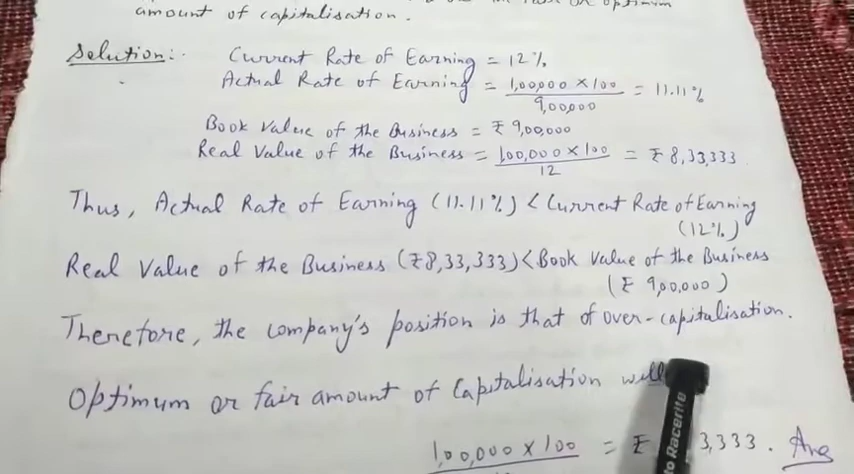 optimum
amount of capitalisation.
Solution:- Current Rate of Earning = 12%
Actual Rate of Earning = 1,00,000 × 100 / 9,00,000 = 11.11%
Book Value of the Business = ₹ 9,00,000
Real Value of the Business = 100,000 × 100 / 12 = ₹ 8,33,333
Thus, Actual Rate of Earning (11.11%) < Current Rate of Earning
(12%)
Real Value of the Business (₹8,33,333) < Book Value of the Business
(₹ 9,00,000)
Therefore, the company's position is that of over-capitalisation.
Optimum or fair amount of Capitalisation will
1,00,000 × 100 = ₹ 3,333. Ans
Racerite